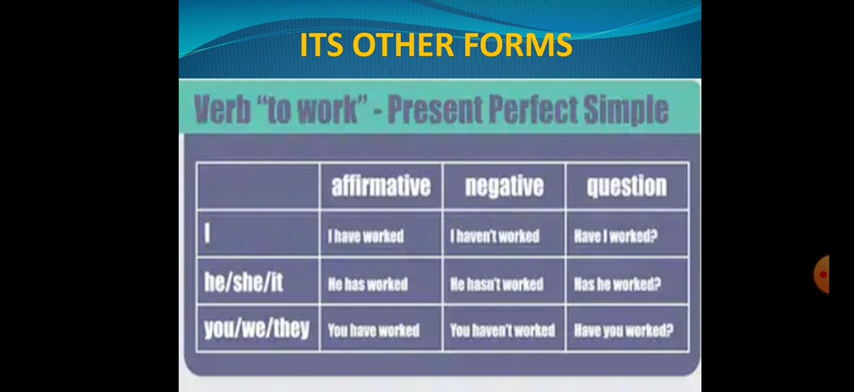 ITS OTHER FORMS
Verb "to work" - Present Perfect Simple
affirmative negative question
I I have worked I haven't worked Have I worked?
he/she/it He has worked He hasn't worked Has he worked?
you/we/they You have worked You haven't worked Have you worked?